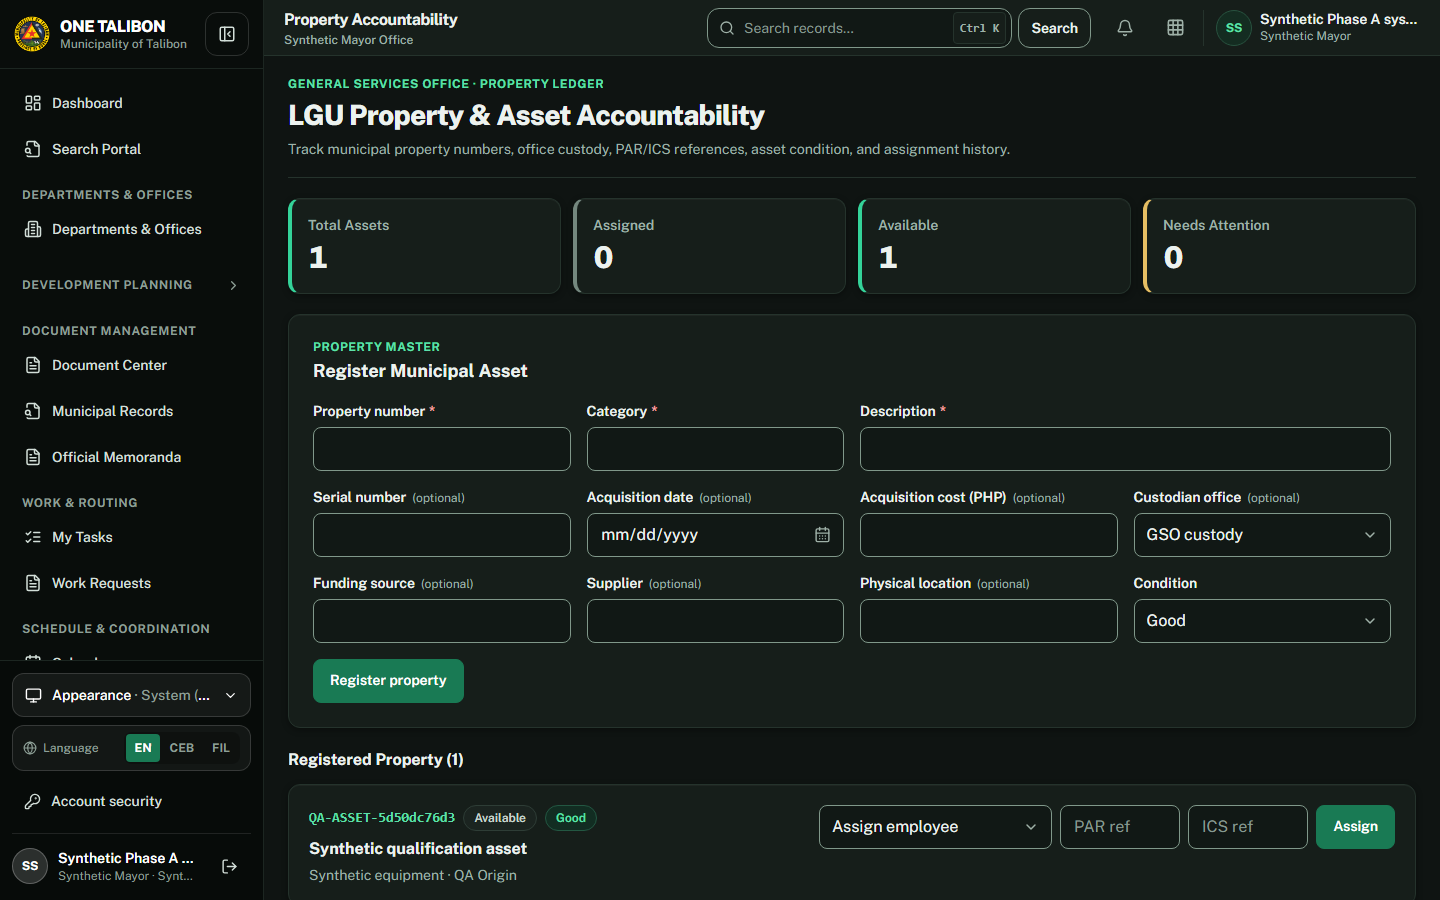 ONE TALIBON
Municipality of Talibon
Property Accountability
Synthetic Mayor Office
Search records...
Ctrl K
Search
SS
Synthetic Phase A sys...
Synthetic Mayor
Dashboard
Search Portal
DEPARTMENTS & OFFICES
Departments & Offices
DEVELOPMENT PLANNING
DOCUMENT MANAGEMENT
Document Center
Municipal Records
Official Memoranda
WORK & ROUTING
My Tasks
Work Requests
SCHEDULE & COORDINATION
Appearance · System (...
Language
EN
CEB
FIL
Account security
SS
Synthetic Phase A ...
Synthetic Mayor · Synt...
GENERAL SERVICES OFFICE · PROPERTY LEDGER
LGU Property & Asset Accountability
Track municipal property numbers, office custody, PAR/ICS references, asset condition, and assignment history.
Total Assets
1
Assigned
0
Available
1
Needs Attention
0
PROPERTY MASTER
Register Municipal Asset
Property number *
Category *
Description *
Serial number (optional)
Acquisition date (optional)
Acquisition cost (PHP) (optional)
Custodian office (optional)
mm/dd/yyyy
GSO custody
Funding source (optional)
Supplier (optional)
Physical location (optional)
Condition
Good
Register property
Registered Property (1)
QA-ASSET-5d50dc76d3
Available
Good
Assign employee
PAR ref
ICS ref
Assign
Synthetic qualification asset
Synthetic equipment · QA Origin